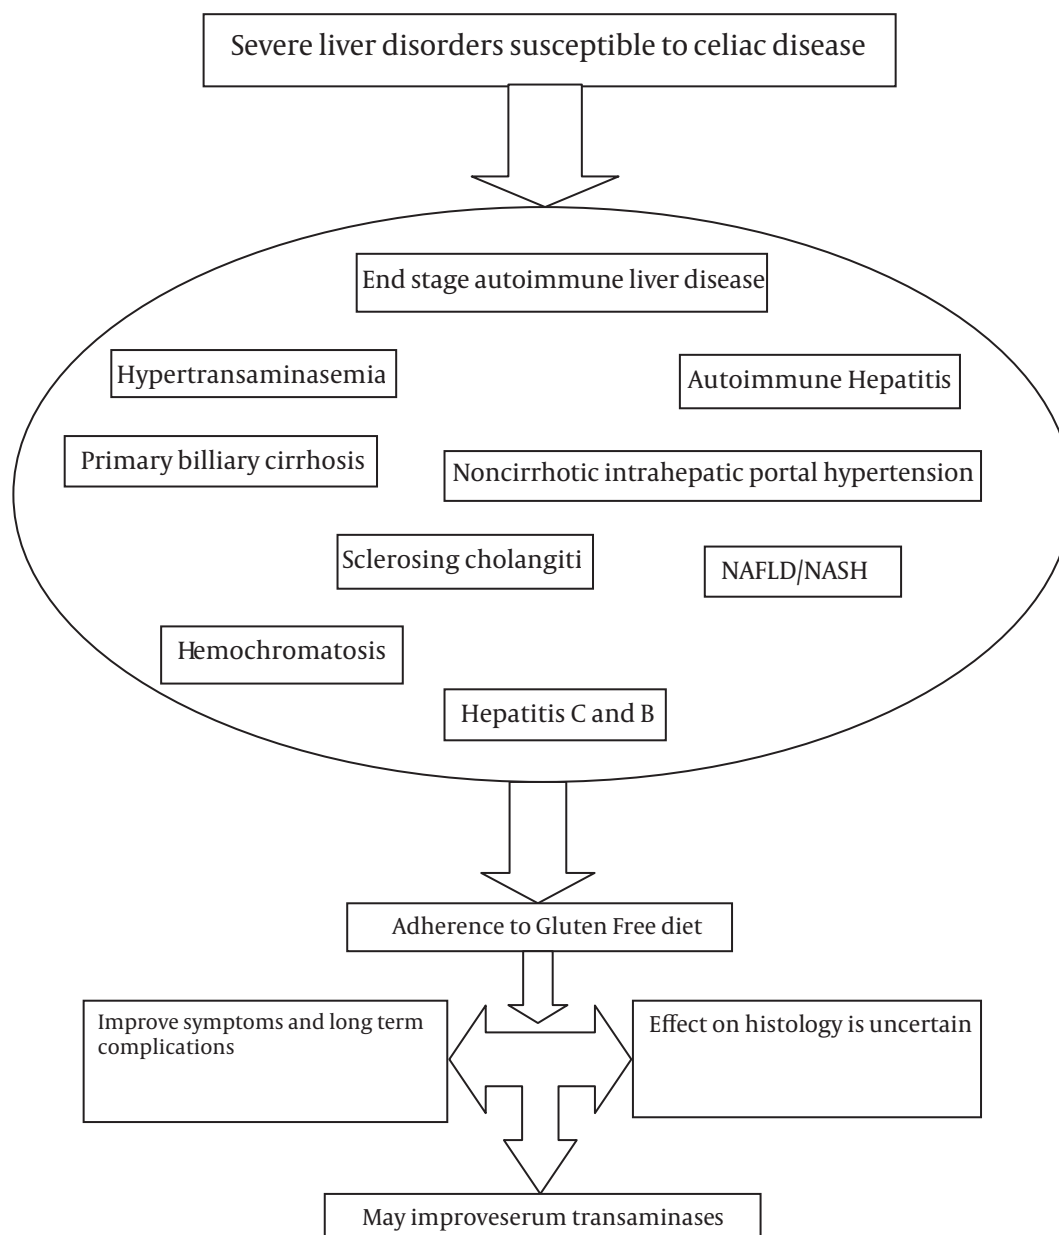 Severe liver disorders susceptible to celiac disease
End stage autoimmune liver disease
Hypertransaminasemia
Autoimmune Hepatitis
Primary billiary cirrhosis
Noncirrhotic intrahepatic portal hypertension
Sclerosing cholangiti
NAFLD/NASH
Hemochromatosis
Hepatitis C and B
Adherence to Gluten Free diet
Improve symptoms and long term
complications
Effect on histology is uncertain
May improveserum transaminases